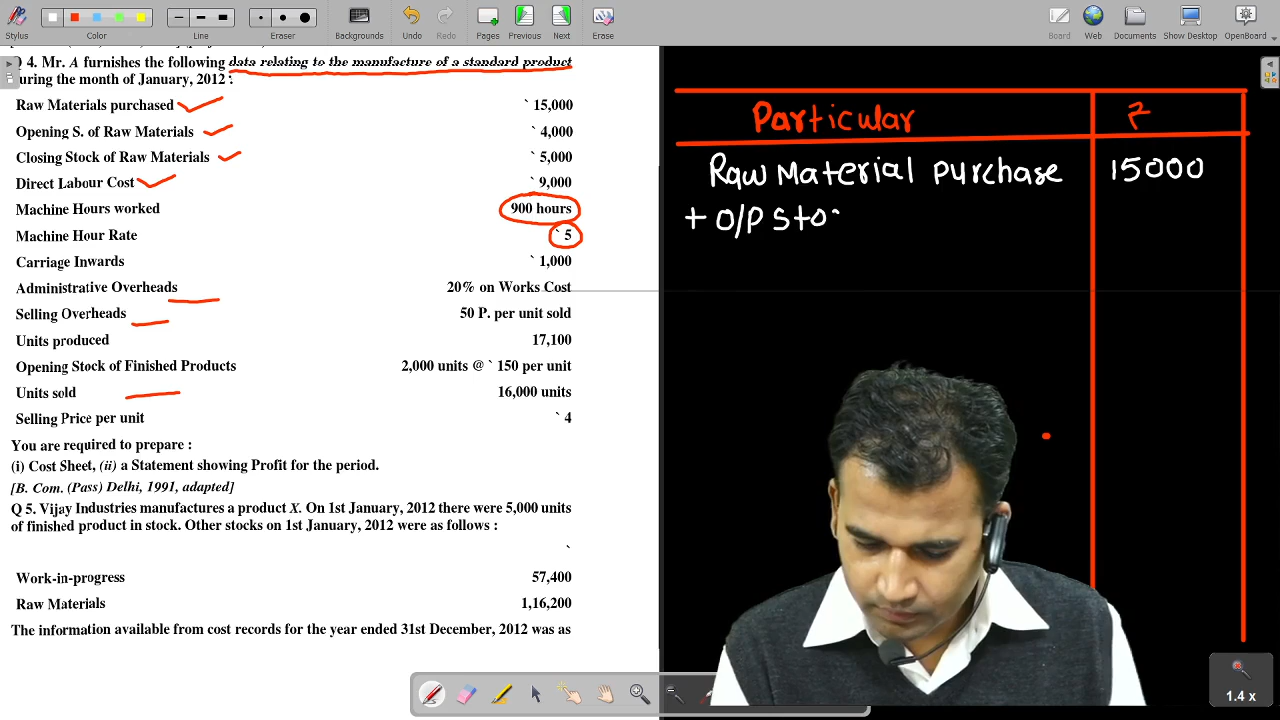 Stylus
Color
Line
Eraser
Backgrounds
Undo
Redo
Pages
Previous
Next
Erase
Board
Web
Documents
Show Desktop
OpenBoard
Q 4. Mr. A furnishes the following data relating to the manufacture of a standard product
during the month of January, 2012 :
Raw Materials purchased ` 15,000
Opening S. of Raw Materials ` 4,000
Closing Stock of Raw Materials ` 5,000
Direct Labour Cost ` 9,000
Machine Hours worked 900 hours
Machine Hour Rate ` 5
Carriage Inwards ` 1,000
Administrative Overheads 20% on Works Cost
Selling Overheads 50 P. per unit sold
Units produced 17,100
Opening Stock of Finished Products 2,000 units @ ` 150 per unit
Units sold 16,000 units
Selling Price per unit ` 4
You are required to prepare :
(i) Cost Sheet, (ii) a Statement showing Profit for the period.
[B. Com. (Pass) Delhi, 1991, adapted]
Q 5. Vijay Industries manufactures a product X. On 1st January, 2012 there were 5,000 units
of finished product in stock. Other stocks on 1st January, 2012 were as follows :
`
Work-in-progress 57,400
Raw Materials 1,16,200
The information available from cost records for the year ended 31st December, 2012 was as
Particular ₹
Raw Material purchase 15000
+ O/P Sto
1.4 x